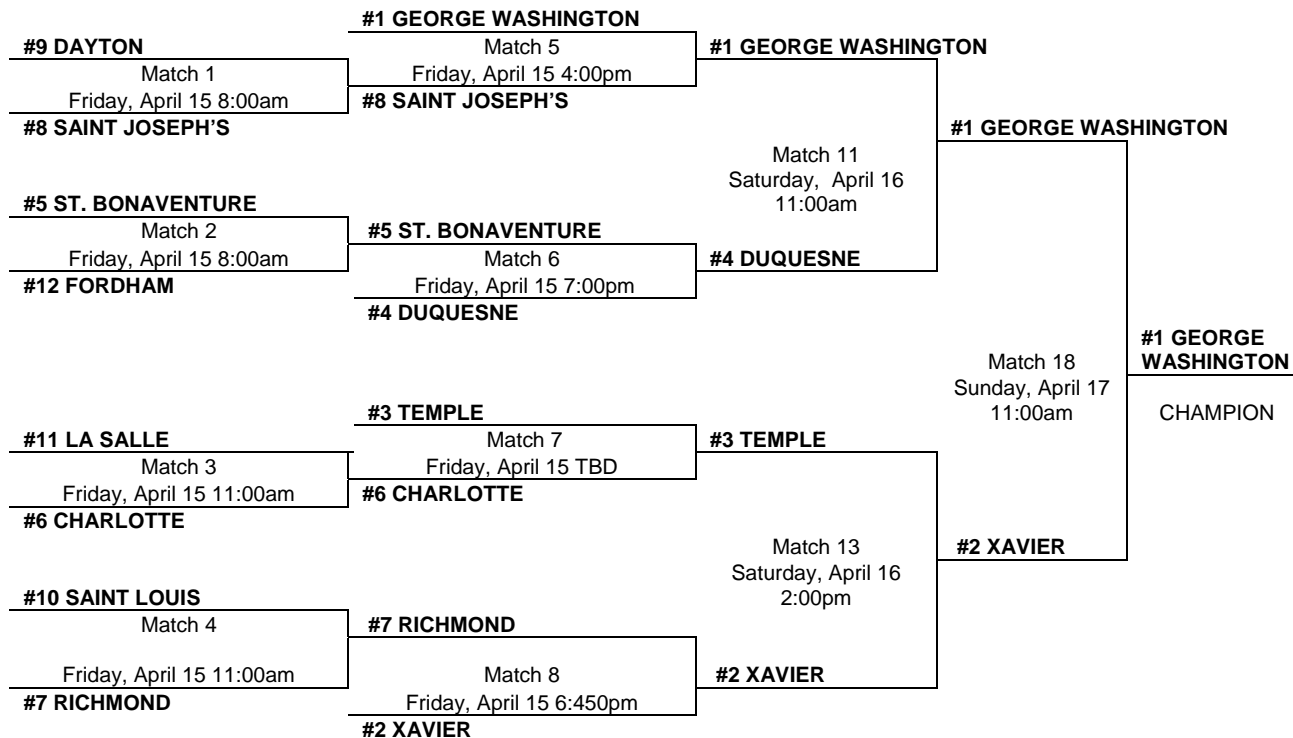 #1 GEORGE WASHINGTON
#9 DAYTON
Match 5
#1 GEORGE WASHINGTON
Match 1
Friday, April 15 4:00pm
Friday, April 15 8:00am
#8 SAINT JOSEPH'S
#8 SAINT JOSEPH'S
#1 GEORGE WASHINGTON
Match 11
Saturday, April 16
11:00am
#5 ST. BONAVENTURE
Match 2
#5 ST. BONAVENTURE
Friday, April 15 8:00am
Match 6
#4 DUQUESNE
#12 FORDHAM
Friday, April 15 7:00pm
#4 DUQUESNE
#1 GEORGE
WASHINGTON
Match 18
Sunday, April 17
11:00am
CHAMPION
#3 TEMPLE
#11 LA SALLE
Match 7
#3 TEMPLE
Match 3
Friday, April 15 TBD
Friday, April 15 11:00am
#6 CHARLOTTE
#6 CHARLOTTE
Match 13
Saturday, April 16
2:00pm
#2 XAVIER
#10 SAINT LOUIS
Match 4
#7 RICHMOND
Friday, April 15 11:00am
Match 8
#2 XAVIER
#7 RICHMOND
Friday, April 15 6:450pm
#2 XAVIER